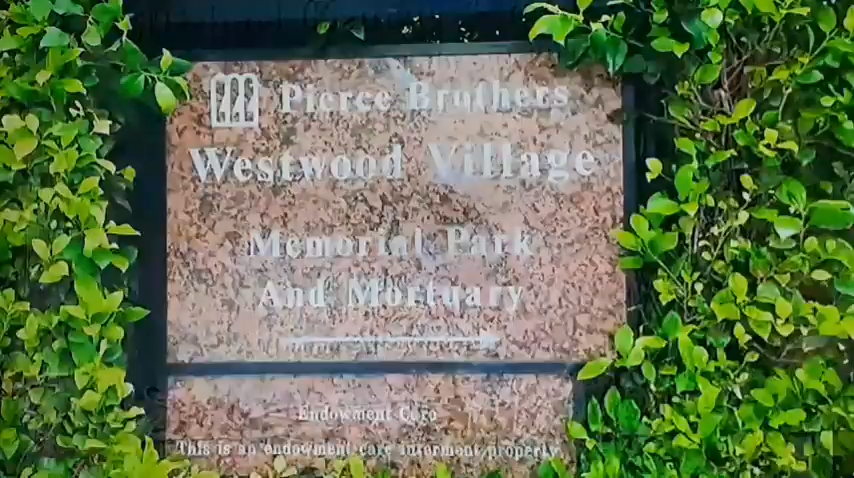 Pierce Brothers
Westwood Village
Memorial Park
And Mortuary
Endowment Care
This is an endowment care interment property